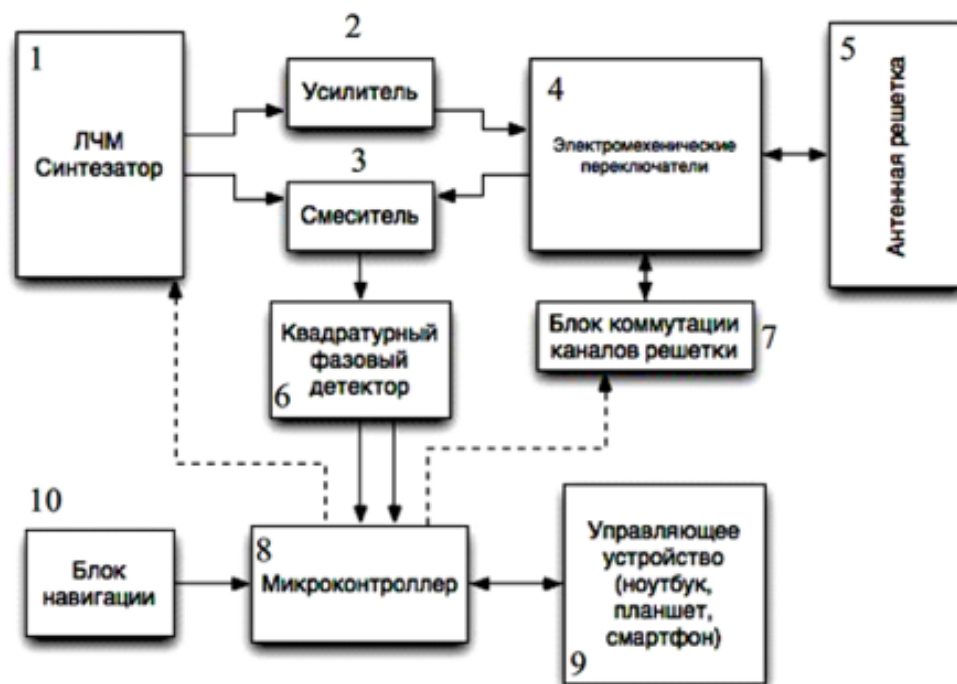 1
ЛЧМ
Синтезатор
2
Усилитель
3
Смеситель
4
Электромехенические
переключатели
5
Антенная решетка
Квадратурный
фазовый
детектор
6
Блок коммутации
каналов решетки
7
10
Блок
навигации
8
Микроконтроллер
Управляющее
устройство
(ноутбук,
планшет,
смартфон)
9